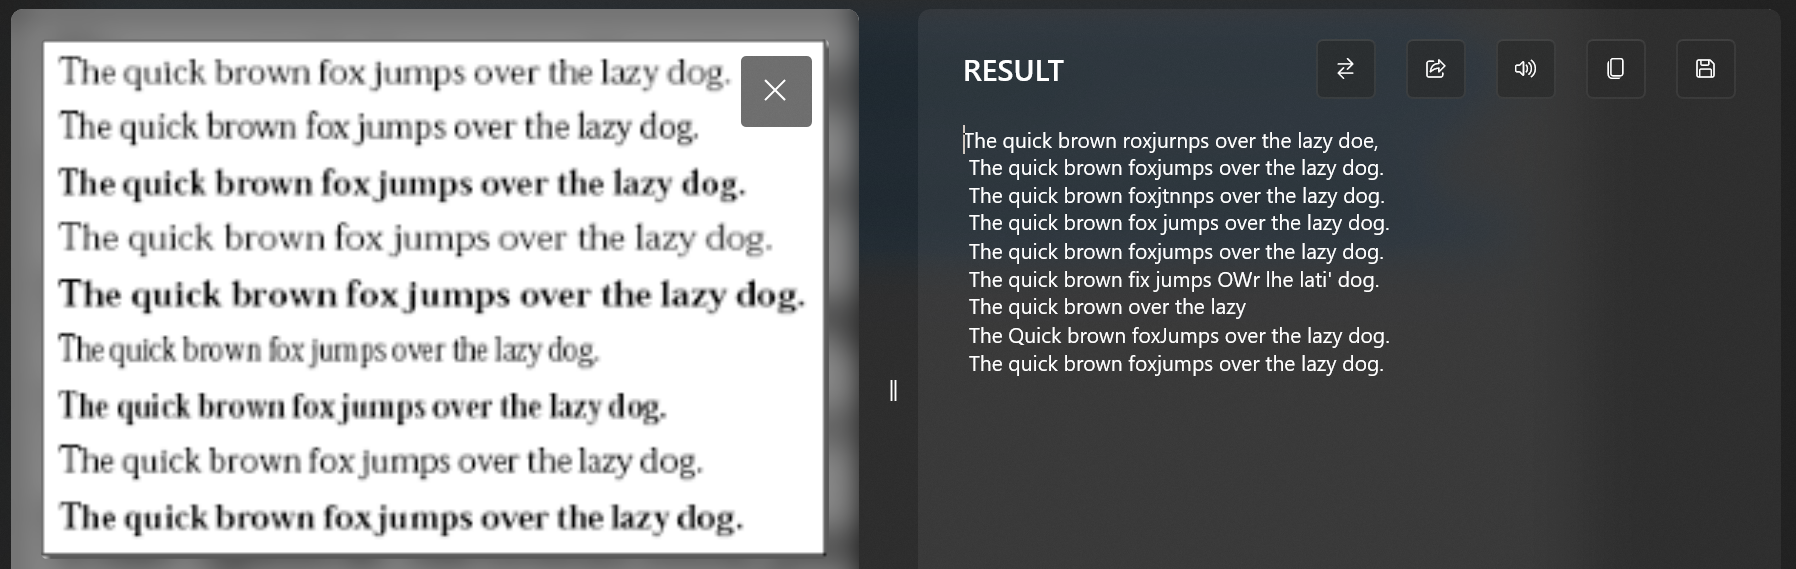 The quick brown fox jumps over the lazy dog.
The quick brown fox jumps over the lazy dog.
The quick brown fox jumps over the lazy dog.
The quick brown fox jumps over the lazy dog.
The quick brown fox jumps over the lazy dog.
The quick brown fox jumps over the lazy dog.
The quick brown fox jumps over the lazy dog.
The quick brown fox jumps over the lazy dog.
The quick brown fox jumps over the lazy dog.
RESULT
The quick brown roxjurnps over the lazy doe,
The quick brown foxjumps over the lazy dog.
The quick brown foxjtnnps over the lazy dog.
The quick brown fox jumps over the lazy dog.
The quick brown foxjumps over the lazy dog.
The quick brown fix jumps OWr lhe lati' dog.
The quick brown over the lazy
The Quick brown foxJumps over the lazy dog.
The quick brown foxjumps over the lazy dog.